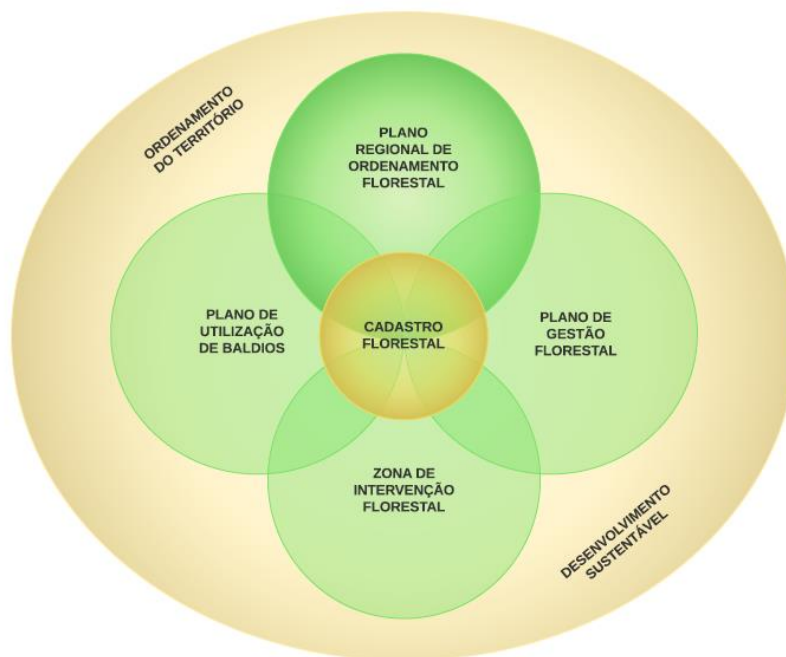 ORDENAMENTO
DO TERRITÓRIO
PLANO
REGIONAL DE
ORDENAMENTO
FLORESTAL
PLANO DE
UTILIZAÇÃO
DE BALDIOS
CADASTRO
FLORESTAL
PLANO DE
GESTÃO
FLORESTAL
ZONA DE
INTERVENÇÃO
FLORESTAL
DESENVOLVIMENTO
SUSTENTÁVEL